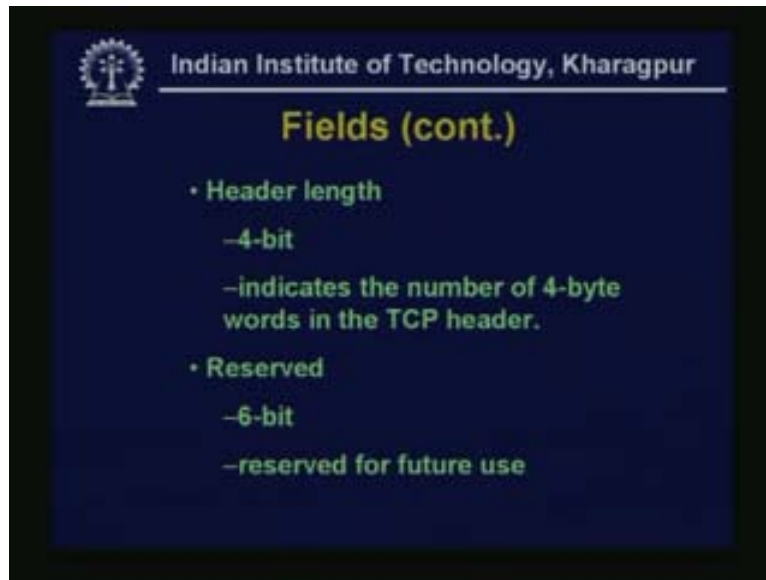 Indian Institute of Technology, Kharagpur
Fields (cont.)
• Header length
–4-bit
–indicates the number of 4-byte
words in the TCP header.
• Reserved
–6-bit
–reserved for future use